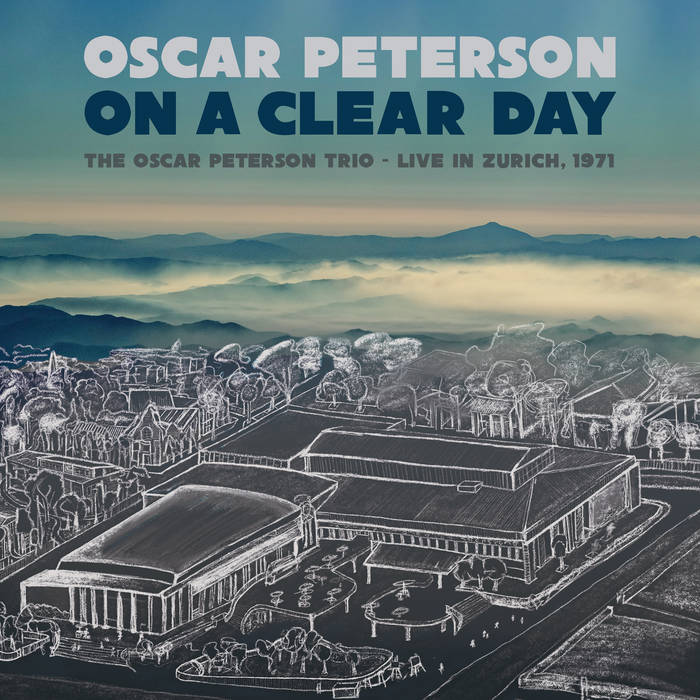 OSCAR PETERSON
ON A CLEAR DAY
THE OSCAR PETERSON TRIO - LIVE IN ZURICH, 1971